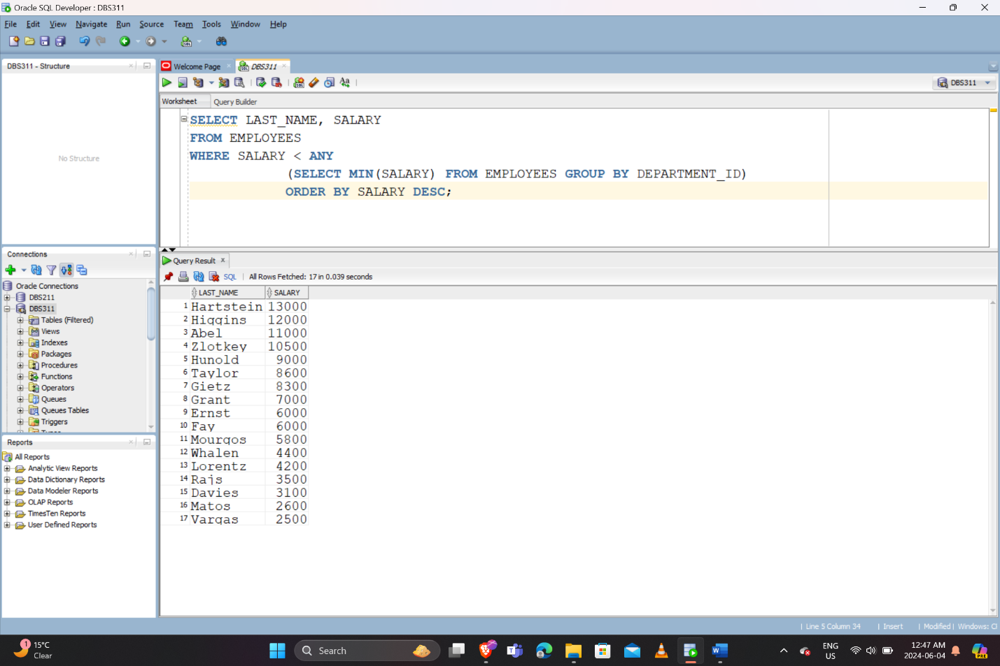 Oracle SQL Developer : DBS311
File Edit View Navigate Run Source Team Tools Window Help
DBS311 - Structure
No Structure
Welcome Page
DBS311
DBS311
Worksheet Query Builder
SELECT LAST_NAME, SALARY
FROM EMPLOYEES
WHERE SALARY < ANY
(SELECT MIN(SALARY) FROM EMPLOYEES GROUP BY DEPARTMENT_ID)
ORDER BY SALARY DESC;
Connections
Oracle Connections
DBS211
DBS311
Tables (Filtered)
Views
Indexes
Packages
Procedures
Functions
Operators
Queues
Queues Tables
Triggers
Query Result
SQL | All Rows Fetched: 17 in 0.039 seconds
LAST_NAME SALARY
1 Hartstein 13000
2 Higgins 12000
3 Abel 11000
4 Zlotkey 10500
5 Hunold 9000
6 Taylor 8600
7 Gietz 8300
8 Grant 7000
9 Ernst 6000
10 Fay 6000
11 Mourgos 5800
12 Whalen 4400
13 Lorentz 4200
14 Rajs 3500
15 Davies 3100
16 Matos 2600
17 Vargas 2500
Reports
All Reports
Analytic View Reports
Data Dictionary Reports
Data Modeler Reports
OLAP Reports
TimesTen Reports
User Defined Reports
| Line 5 Column 34 | Insert | Modified | Windows:
1
15°C
Clear
Search
ENG
US
12:47 AM
2024-06-04
PRE